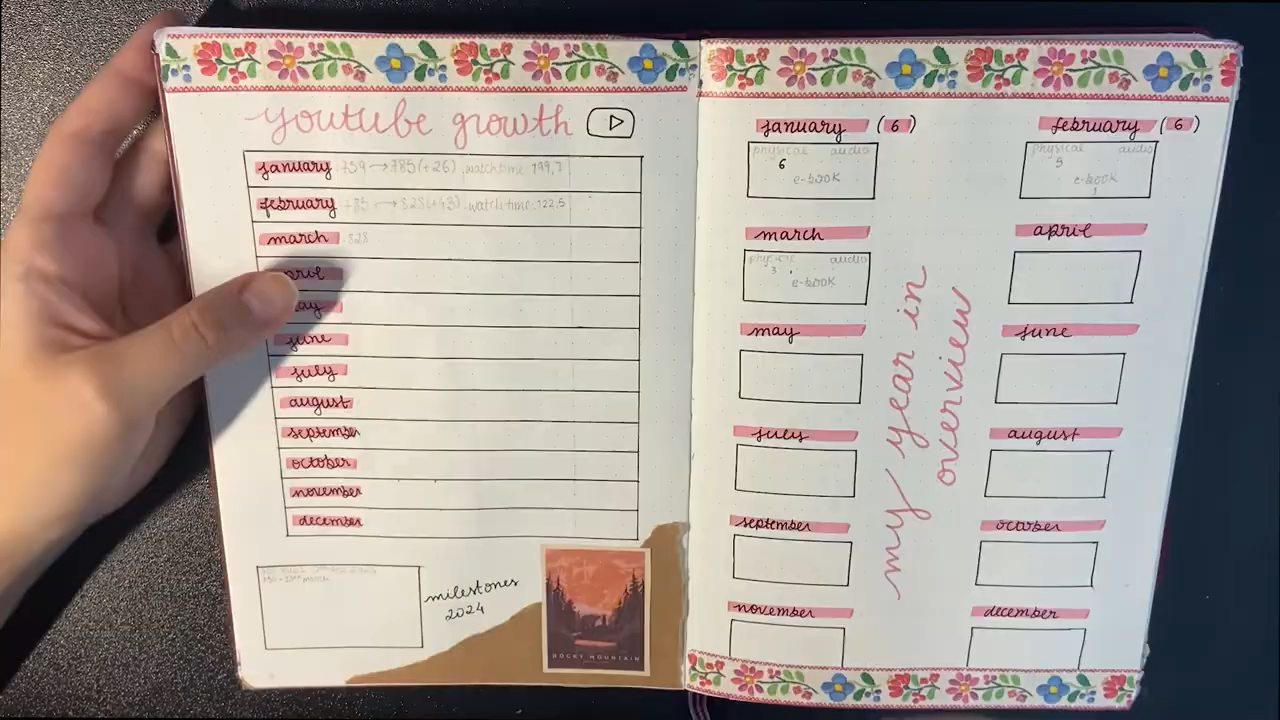 youtube growth
january 759 → 785 (+26) . watch time 199,7
february → 828 (+43) . watch time : 122,5
march 828
april
may
june
july
august
september
october
november
december
milestones
2024
ROCKY MOUNTAIN
january (6)
physical audio
6
e-book
february (6)
physical audio
5
e-book
1
march
physical audio
3
e-book
april
may
june
july
august
september
october
november
december
my year in
overview